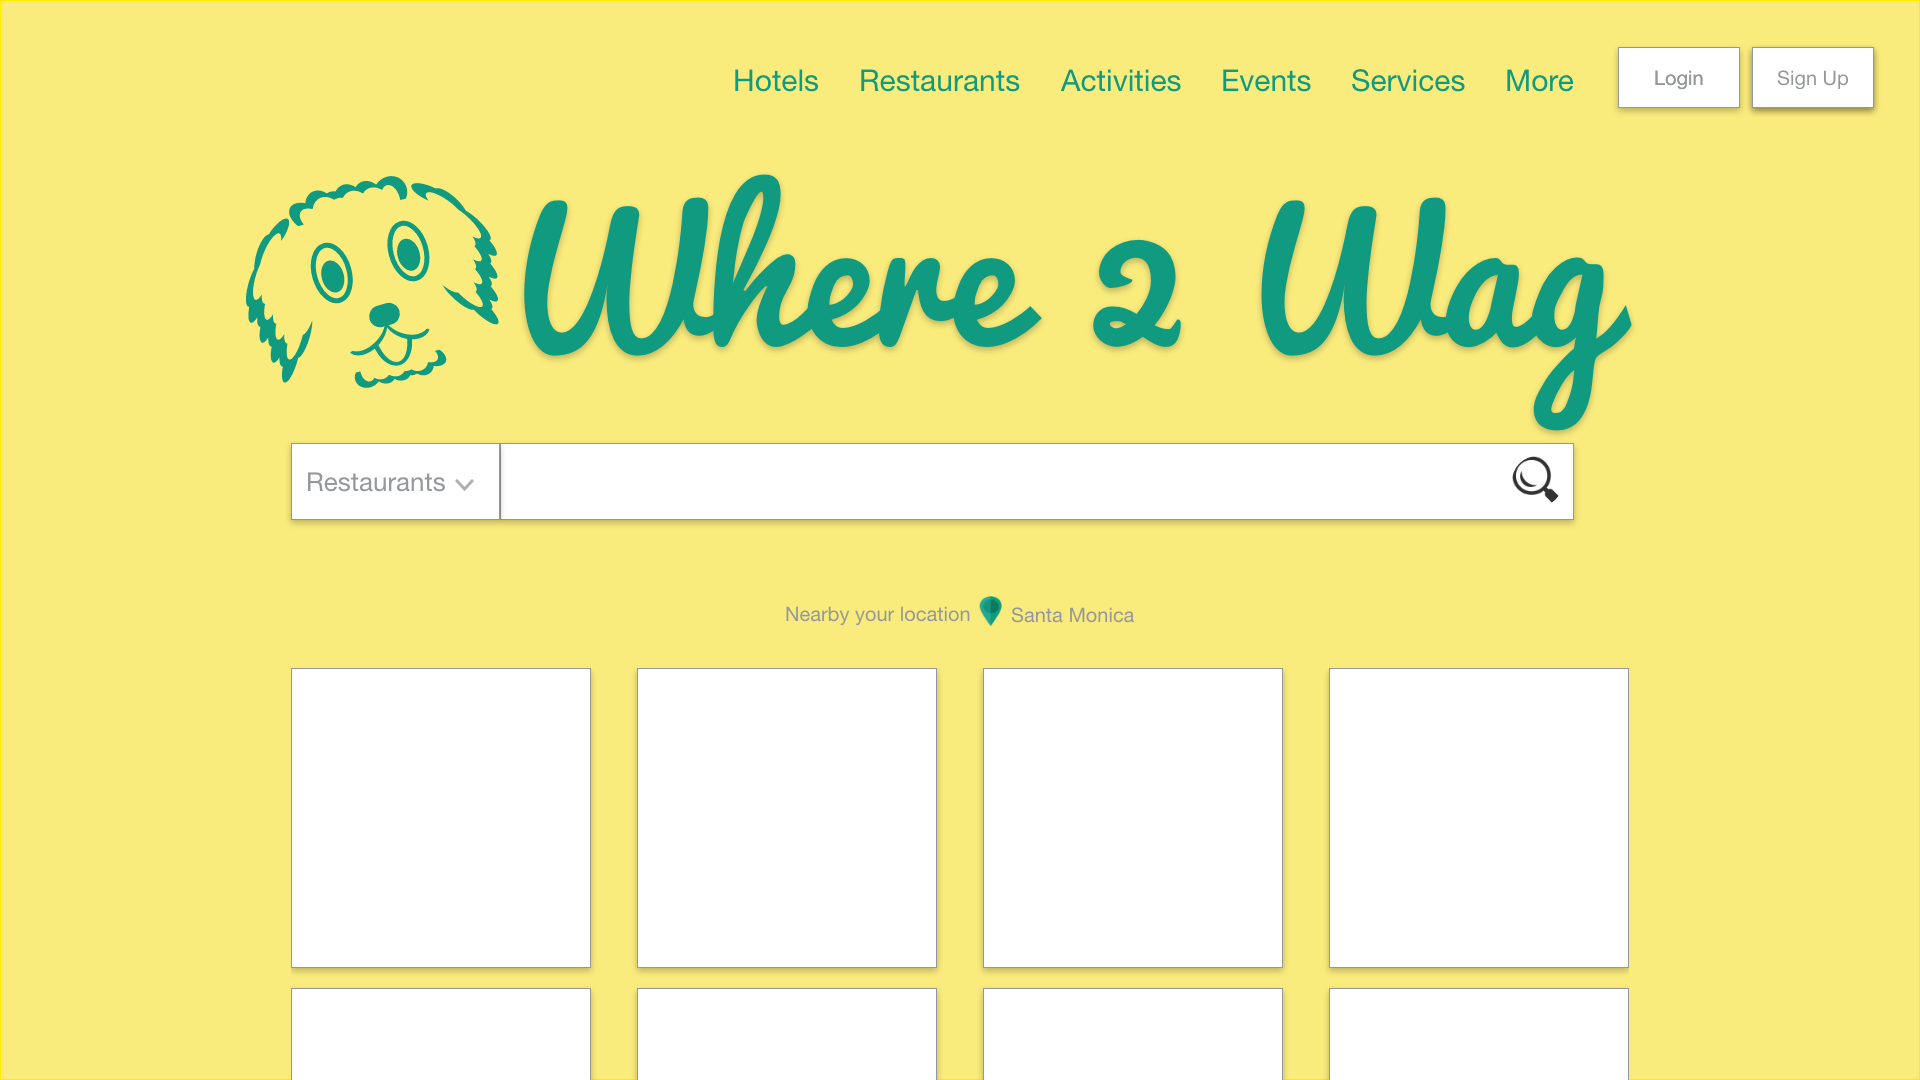 Hotels Restaurants Activities Events Services More Login Sign Up
Where 2 Wag
Restaurants
Nearby your location Santa Monica